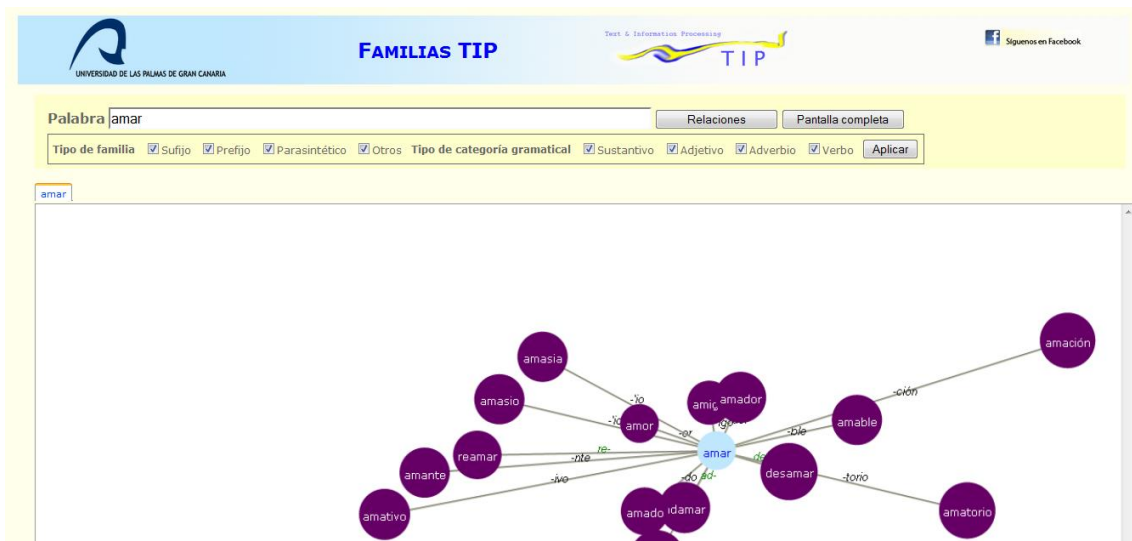 UNIVERSIDAD DE LAS PALMAS DE GRAN CANARIA
FAMILIAS TIP
Text & Information Processing
TIP
Síguenos en Facebook
Palabra amar Relaciones Pantalla completa
Tipo de familia Sufijo Prefijo Parasintético Otros Tipo de categoría gramatical Sustantivo Adjetivo Adverbio Verbo Aplicar
amar
amación
amasia
-ción
amasio
-'io
amador
amor
-or
-ble
amable
reamar
re-
amar
-nte
amante
desamar
-torio
-ivo
-do
ad-
amativo
amado
amatorio